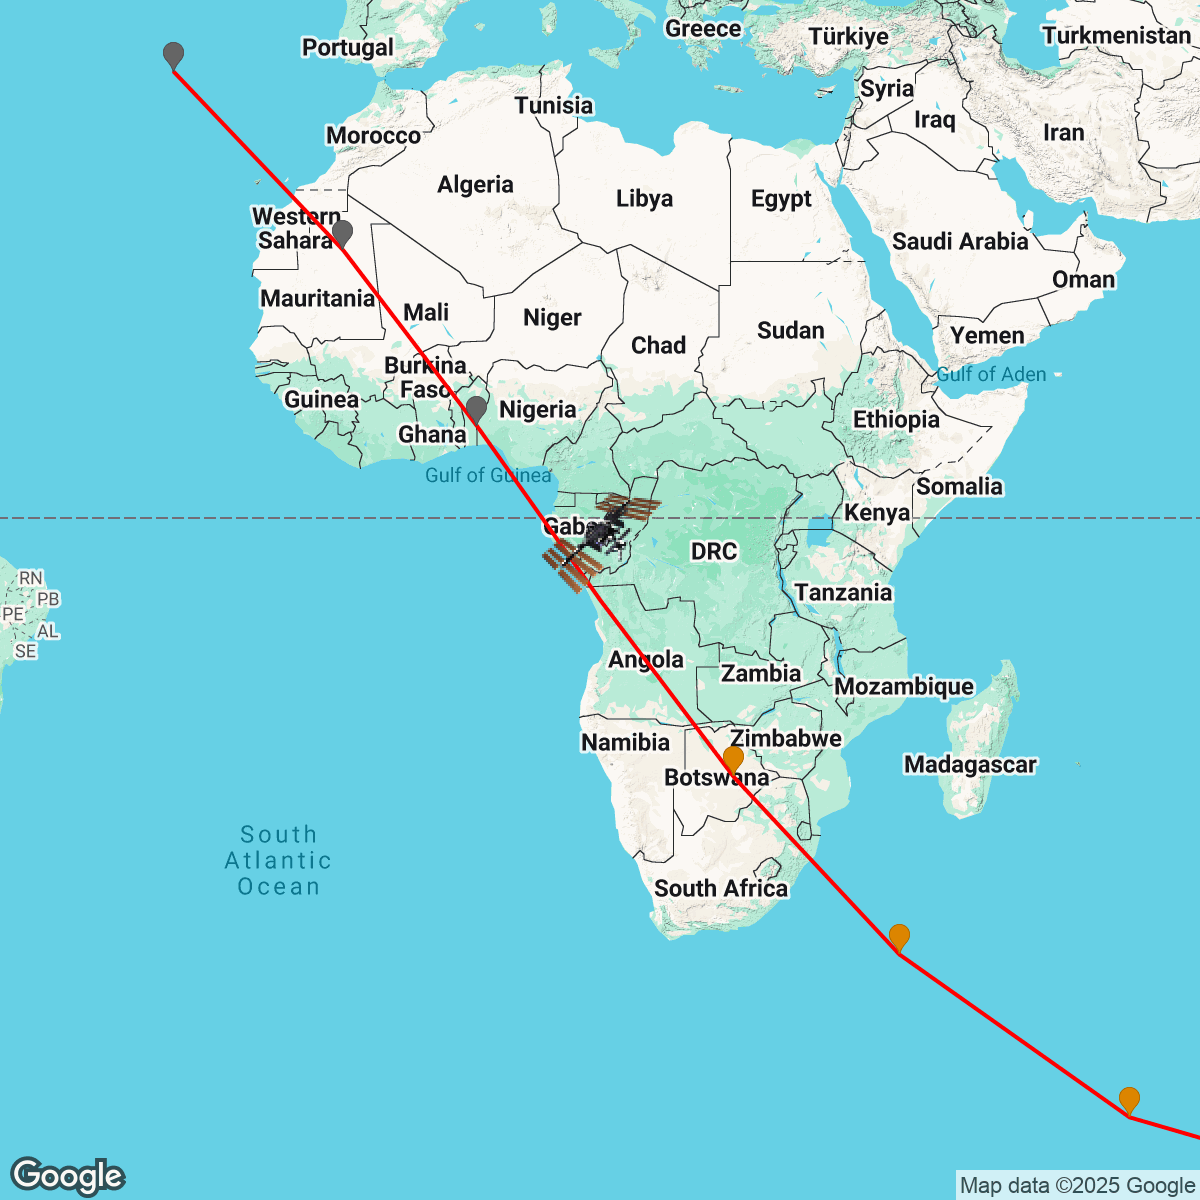 Greece
Türkiye
Turkmenistan
Portugal
Syria
Tunisia
Iraq
Iran
Morocco
Algeria
Libya
Egypt
Western
Sahara
Saudi Arabia
Oman
Mauritania
Mali
Niger
Chad
Sudan
Yemen
Burkina
Faso
Gulf of Aden
Guinea
Nigeria
Ethiopia
Ghana
Gulf of Guinea
Somalia
Kenya
DRC
RN
PB
PE
AL
SE
Tanzania
Angola
Zambia
Mozambique
Namibia
Zimbabwe
Botswana
Madagascar
South
Atlantic
Ocean
South Africa
Google
Map data ©2025 Google